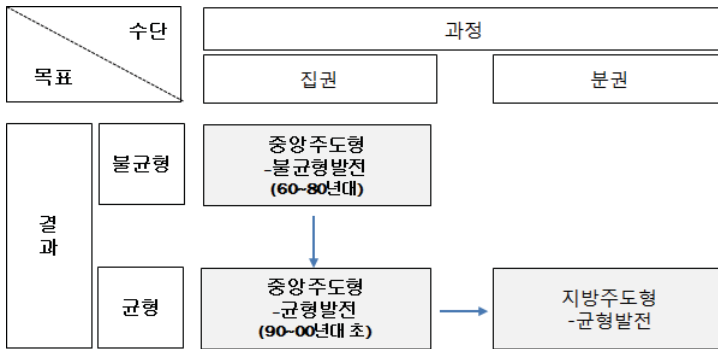 수단
목표
과정
집권
분권
결
과
불균형
중앙주도형
-불균형발전
(60~80년대)
균형
중앙주도형
-균형발전
(90~00년대 초)
지방주도형
-균형발전